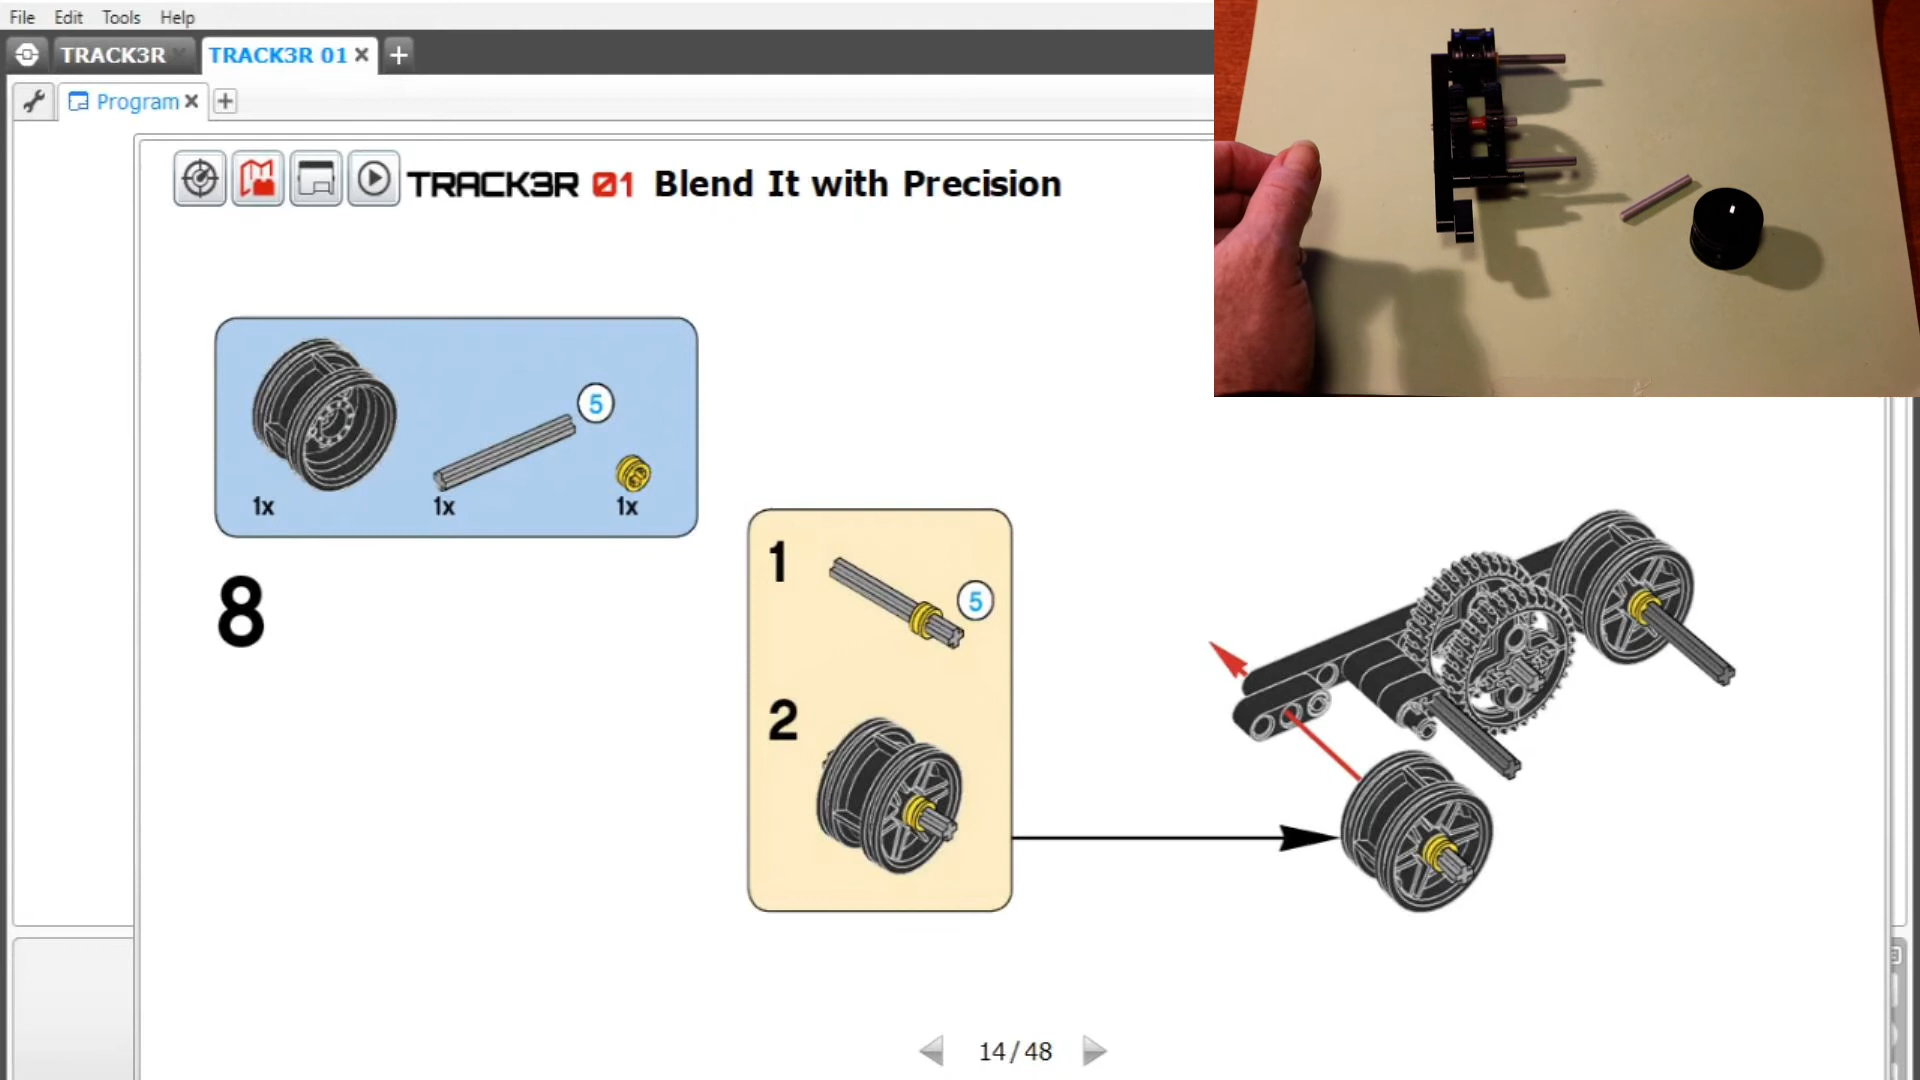 File Edit Tools Help
TRACK3R TRACK3R 01
Program
TRACK3R 01 Blend It with Precision
5
1x 1x 1x
8
1
5
2
14/48